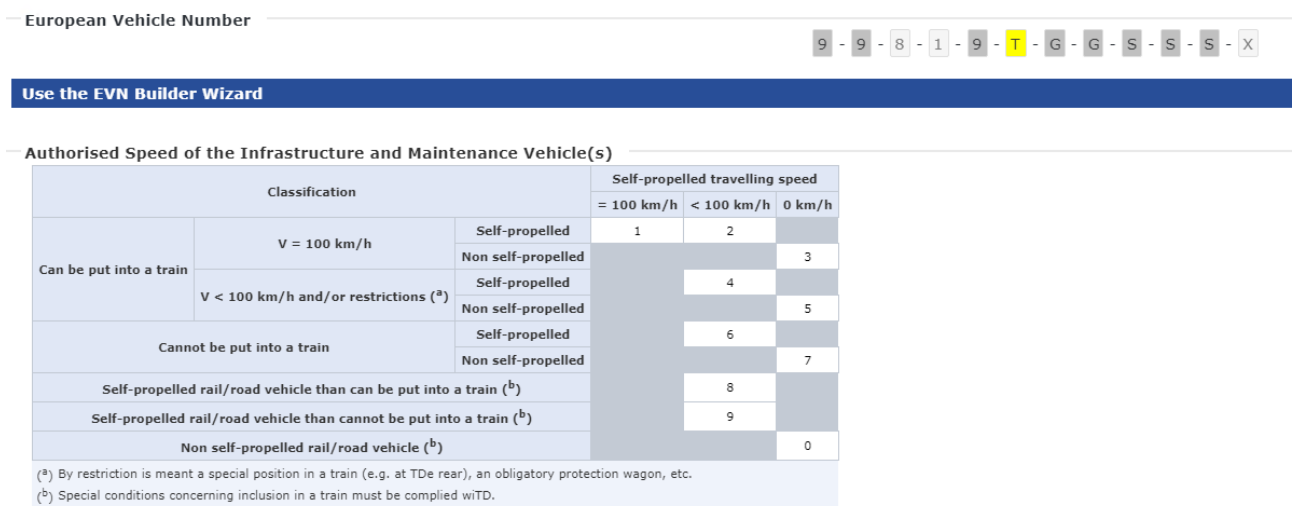 European Vehicle Number
9 - 9 - 8 - 1 - 9 - T - G - G - S - S - S - X
Use the EVN Builder Wizard
Authorised Speed of the Infrastructure and Maintenance Vehicle(s)
Classification Self-propelled travelling speed
= 100 km/h < 100 km/h 0 km/h
Can be put into a train V = 100 km/h Self-propelled 1 2
Non self-propelled 3
V < 100 km/h and/or restrictions (a) Self-propelled 4
Non self-propelled 5
Cannot be put into a train Self-propelled 6
Non self-propelled 7
Self-propelled rail/road vehicle than can be put into a train (b) 8
Self-propelled rail/road vehicle than cannot be put into a train (b) 9
Non self-propelled rail/road vehicle (b) 0
(a) By restriction is meant a special position in a train (e.g. at TDe rear), an obligatory protection wagon, etc.
(b) Special conditions concerning inclusion in a train must be complied wiTD.